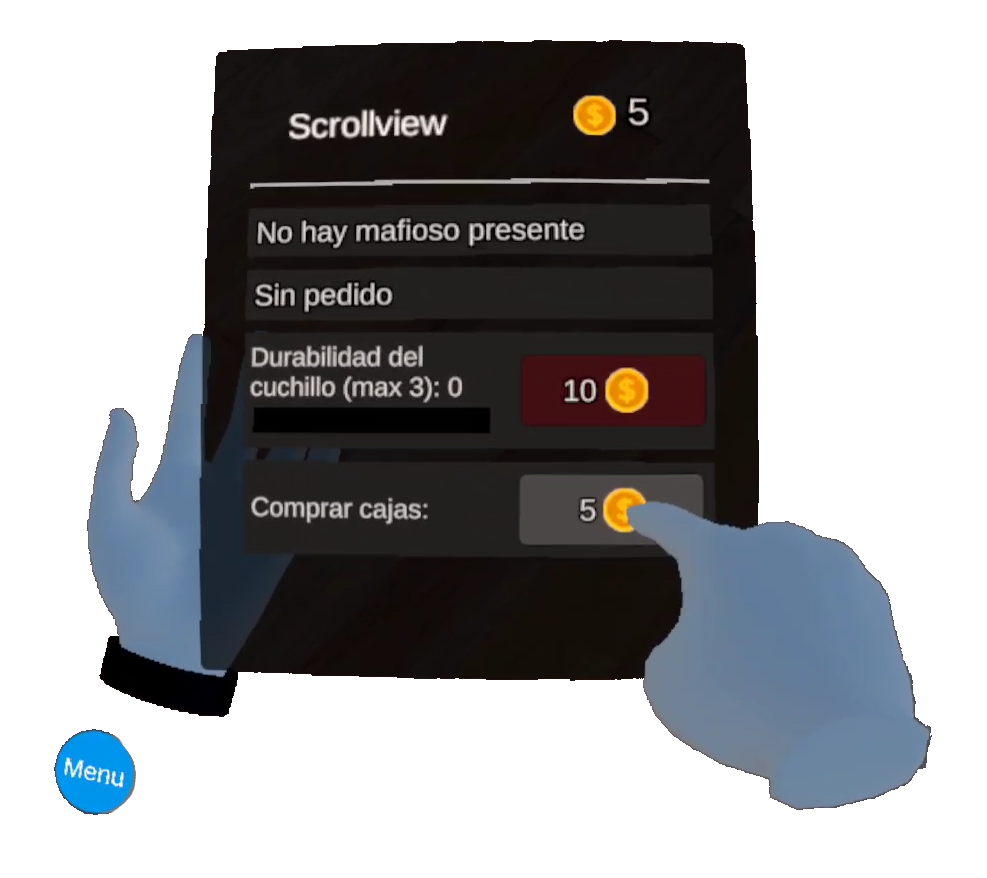 Scrollview
$ 5
No hay mafioso presente
Sin pedido
Durabilidad del
cuchillo (max 3): 0
10 $
Comprar cajas:
5 $
Menu